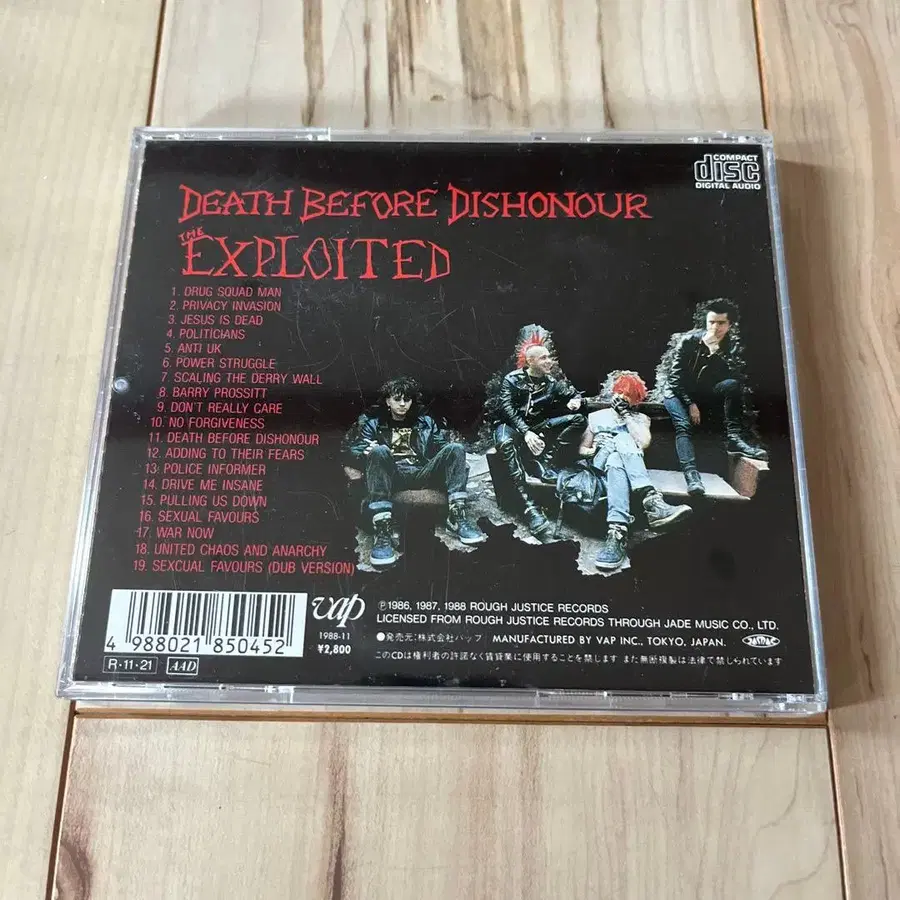 COMPACT
disc
DIGITAL AUDIO
DEATH BEFORE DISHONOUR
THE
EXPLOITED
1. DRUG SQUAD MAN
2. PRIVACY INVASION
3. JESUS IS DEAD
4. POLITICIANS
5. ANTI UK
6. POWER STRUGGLE
7. SCALING THE DERRY WALL
8. BARRY PROSSITT
9. DON'T REALLY CARE
10. NO FORGIVENESS
11. DEATH BEFORE DISHONOUR
12. ADDING TO THEIR FEARS
13. POLICE INFORMER
14. DRIVE ME INSANE
15. PULLING US DOWN
16. SEXUAL FAVOURS
17. WAR NOW
18. UNITED CHAOS AND ANARCHY
19. SEXCUAL FAVOURS (DUB VERSION)
4 988021 850452
R-11-21 AAD
vap
1988-11
¥2,800
Ⓟ1986, 1987, 1988 ROUGH JUSTICE RECORDS
LICENSED FROM ROUGH JUSTICE RECORDS THROUGH JADE MUSIC CO., LTD.
●発売元:株式会社バップ MANUFACTURED BY VAP INC., TOKYO, JAPAN.
このCDは権利者の許諾なく賃貸業に使用することを禁じます また無断複製は法律で禁じられています